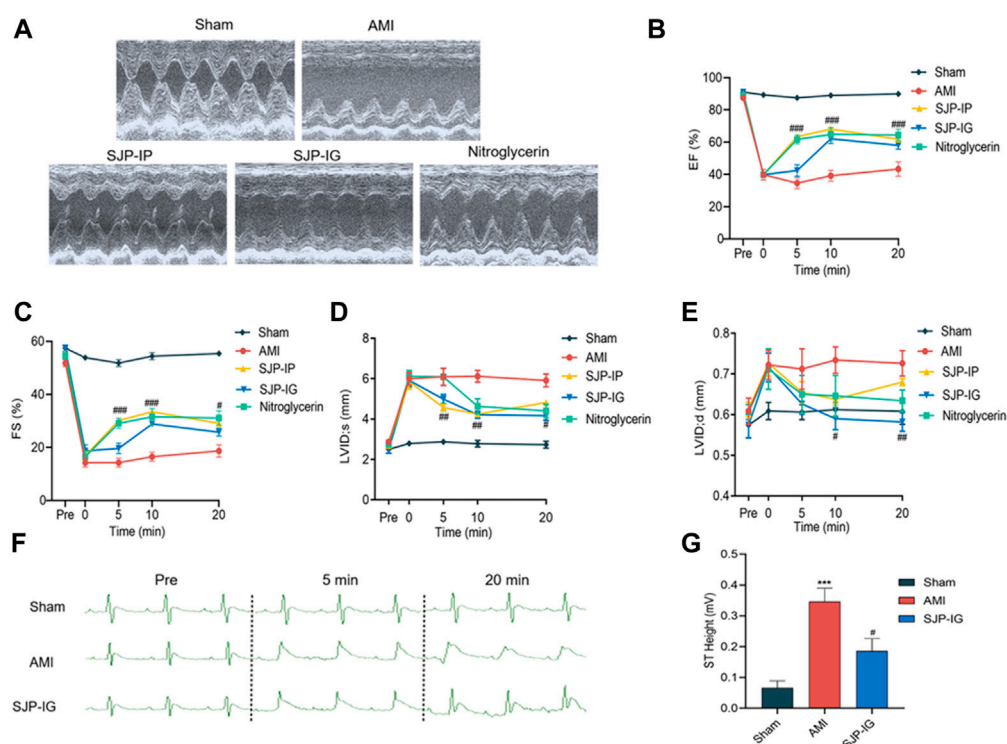 A
Sham
AMI
SJP-IP
SJP-IG
Nitroglycerin
B
EF (%)
100
80
60
40
20
0
Pre
0
5
10
20
Time (min)
###
###
###
Sham
AMI
SJP-IP
SJP-IG
Nitroglycerin
C
FS (%)
60
40
20
0
Pre
0
5
10
20
Time (min)
###
###
#
Sham
AMI
SJP-IP
SJP-IG
Nitroglycerin
D
LVID;s (mm)
8
6
4
2
0
Pre
0
5
10
20
Time (min)
##
##
#
Sham
AMI
SJP-IP
SJP-IG
Nitroglycerin
E
LVID:d (mm)
1.0
0.8
0.6
0.4
Pre
0
5
10
20
Time (min)
#
##
Sham
AMI
SJP-IP
SJP-IG
Nitroglycerin
F
Pre
5 min
20 min
Sham
AMI
SJP-IG
G
ST Height (mV)
0.5
0.4
0.3
0.2
0.1
0.0
***
#
Sham
AMI
SJP-IG
Sham
AMI
SJP-IG